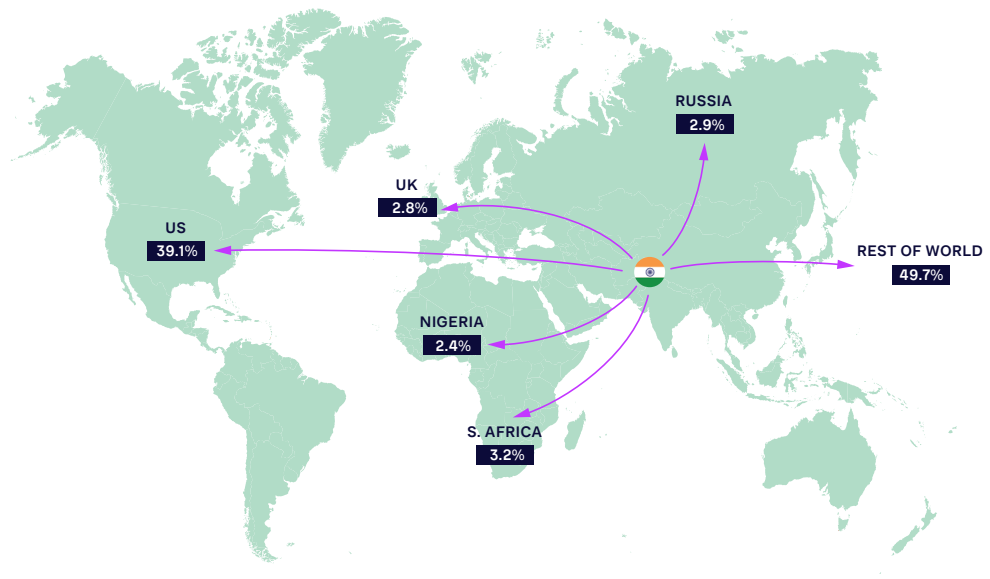 RUSSIA
2.9%
UK
2.8%
US
39.1%
REST OF WORLD
49.7%
NIGERIA
2.4%
S. AFRICA
3.2%